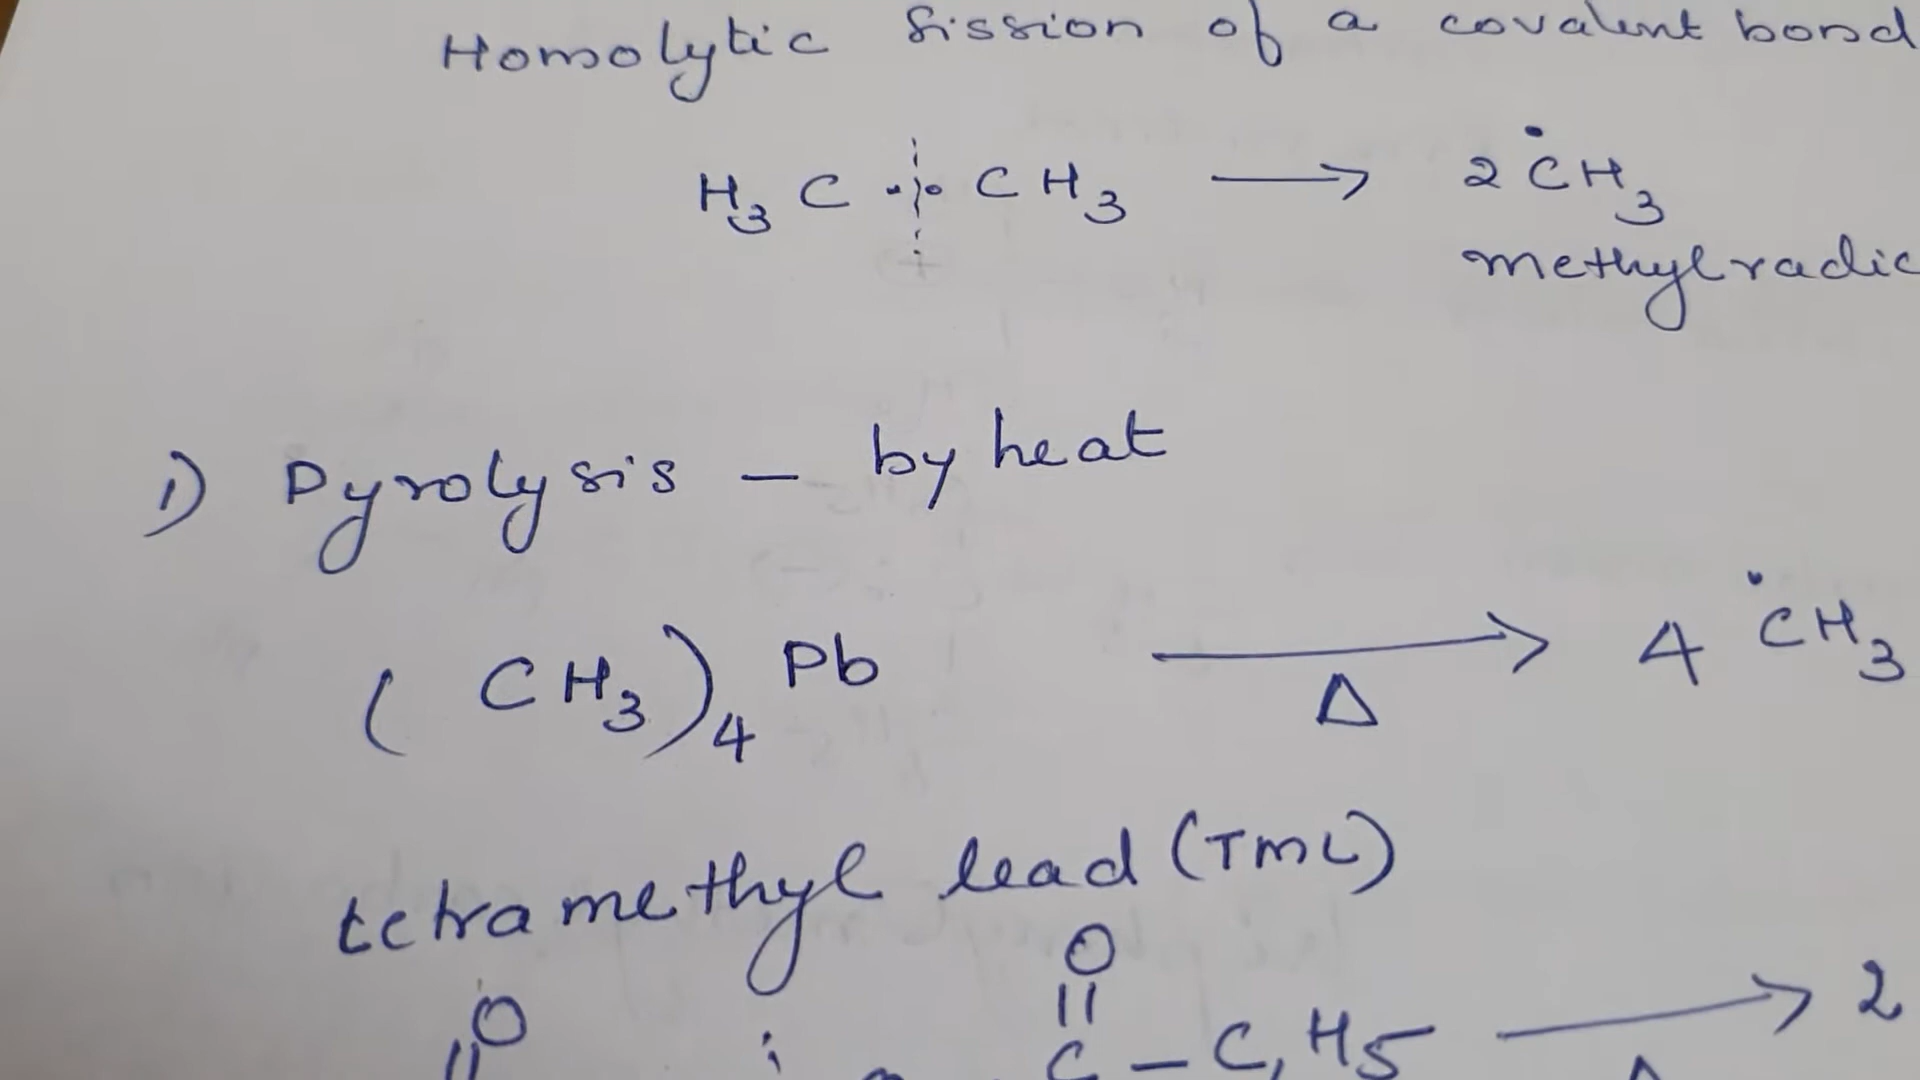 Homolytic fission of a covalent bond
H₃C ·|· CH₃ ⟶ 2 ĊH₃
methyl radic
1) Pyrolysis – by heat
(CH₃)₄ Pb ⟶ 4 ĊH₃
Δ
tetramethyl lead (TML)
O O
|| || ⟶ 2
C – C